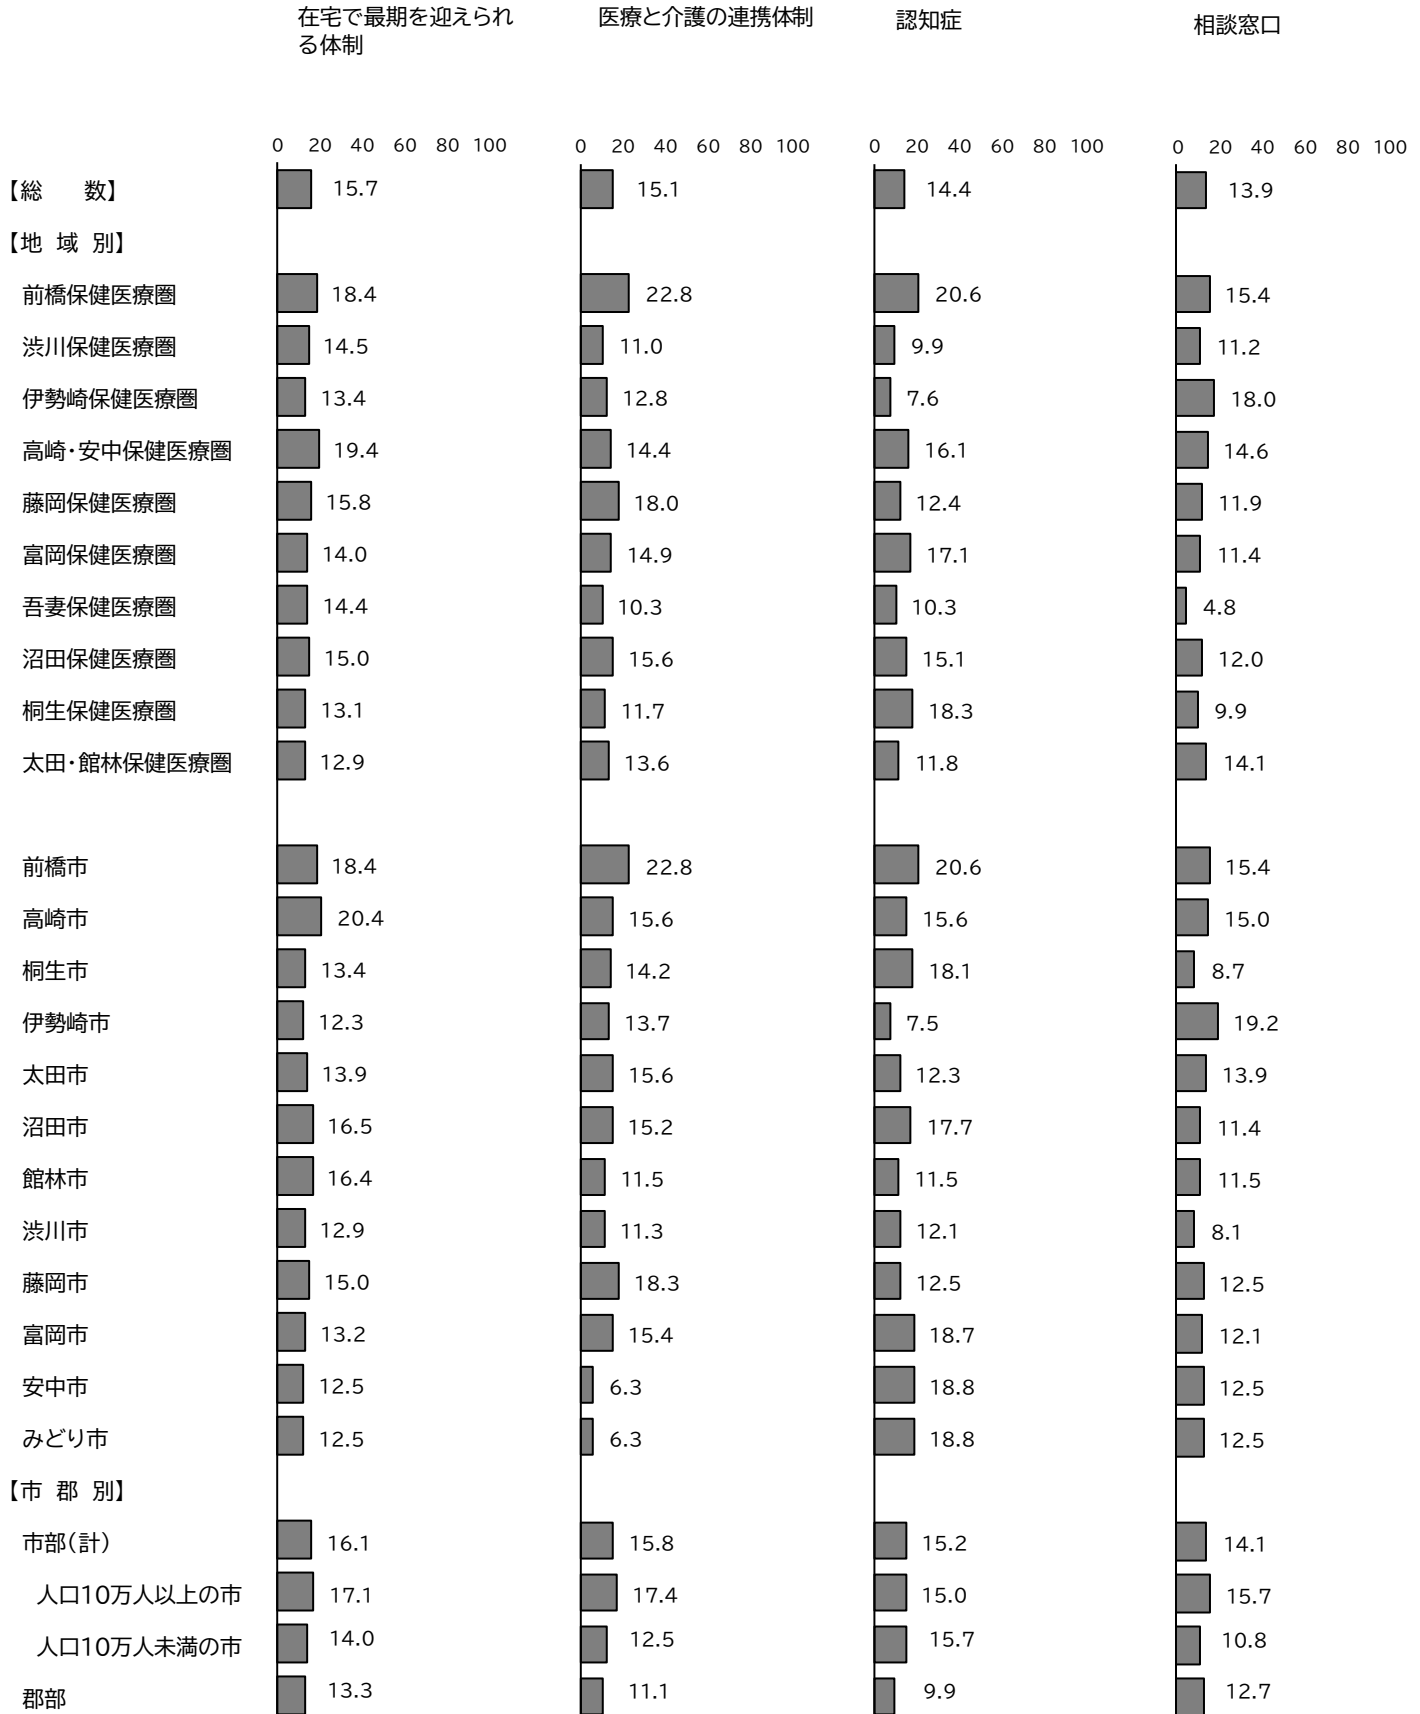 在宅で最期を迎えられ
る体制
医療と介護の連携体制
認知症
相談窓口
0 20 40 60 80 100 0 20 40 60 80 100 0 20 40 60 80 100 0 20 40 60 80 100
【総　数】 15.7 15.1 14.4 13.9
【地 域 別】
前橋保健医療圏 18.4 22.8 20.6 15.4
渋川保健医療圏 14.5 11.0 9.9 11.2
伊勢崎保健医療圏 13.4 12.8 7.6 18.0
高崎・安中保健医療圏 19.4 14.4 16.1 14.6
藤岡保健医療圏 15.8 18.0 12.4 11.9
富岡保健医療圏 14.0 14.9 17.1 11.4
吾妻保健医療圏 14.4 10.3 10.3 4.8
沼田保健医療圏 15.0 15.6 15.1 12.0
桐生保健医療圏 13.1 11.7 18.3 9.9
太田・館林保健医療圏 12.9 13.6 11.8 14.1
前橋市 18.4 22.8 20.6 15.4
高崎市 20.4 15.6 15.6 15.0
桐生市 13.4 14.2 18.1 8.7
伊勢崎市 12.3 13.7 7.5 19.2
太田市 13.9 15.6 12.3 13.9
沼田市 16.5 15.2 17.7 11.4
館林市 16.4 11.5 11.5 11.5
渋川市 12.9 11.3 12.1 8.1
藤岡市 15.0 18.3 12.5 12.5
富岡市 13.2 15.4 18.7 12.1
安中市 12.5 6.3 18.8 12.5
みどり市 12.5 6.3 18.8 12.5
【市 郡 別】
市部（計） 16.1 15.8 15.2 14.1
人口10万人以上の市 17.1 17.4 15.0 15.7
人口10万人未満の市 14.0 12.5 15.7 10.8
郡部 13.3 11.1 9.9 12.7